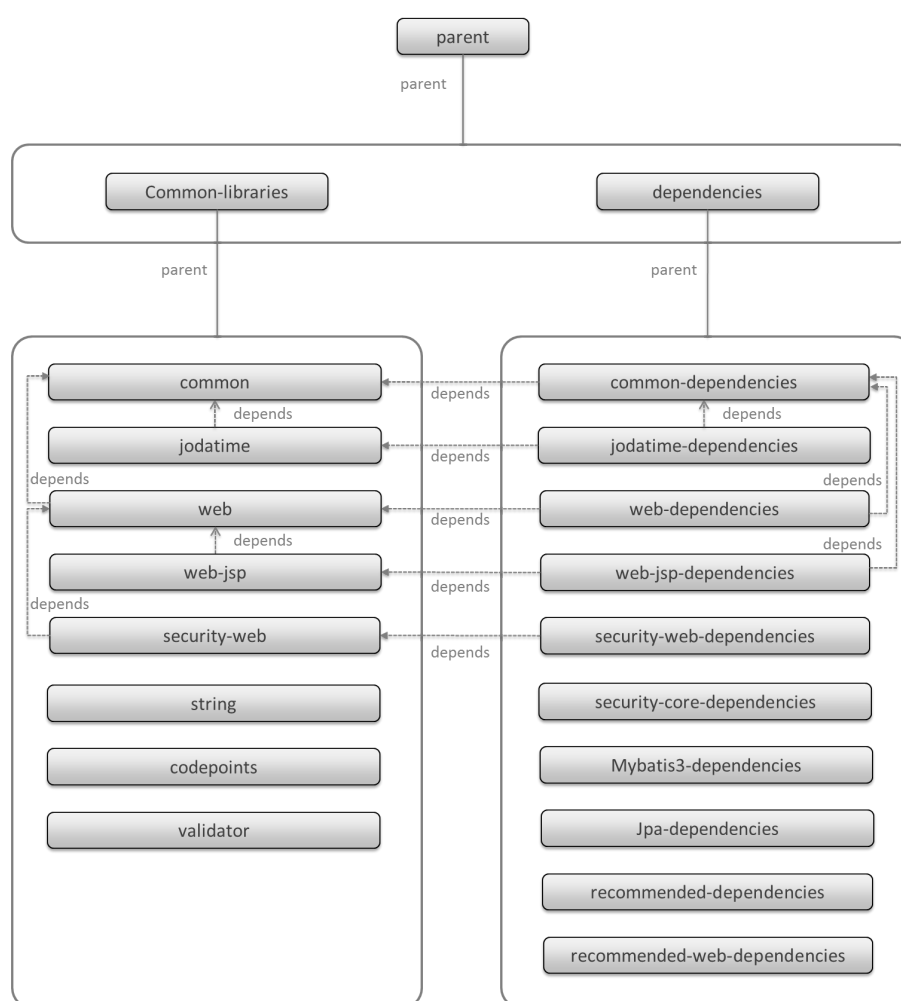 parent
parent
Common-libraries
dependencies
parent
parent
common
depends
common-dependencies
depends
depends
jodatime
depends
jodatime-dependencies
depends
depends
web
depends
web-dependencies
depends
depends
web-jsp
depends
web-jsp-dependencies
depends
security-web
depends
security-web-dependencies
string
security-core-dependencies
codepoints
Mybatis3-dependencies
validator
Jpa-dependencies
recommended-dependencies
recommended-web-dependencies